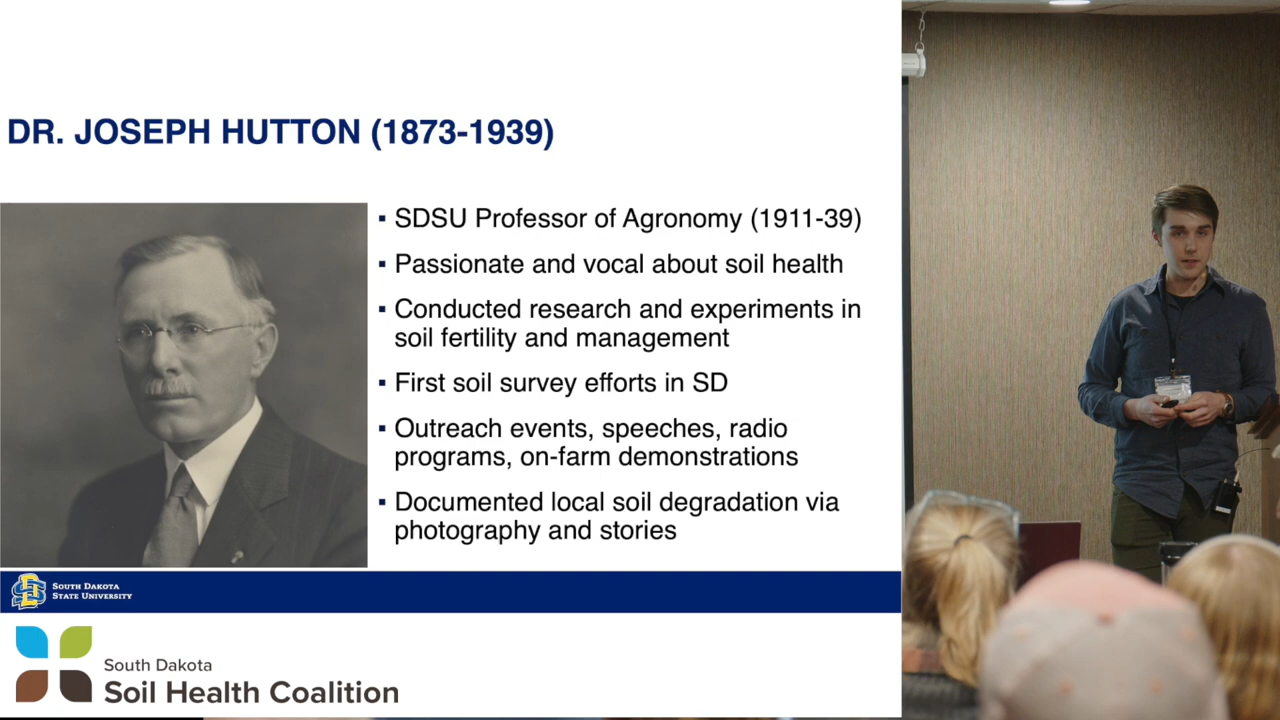 DR. JOSEPH HUTTON (1873-1939)
▪ SDSU Professor of Agronomy (1911-39)
▪ Passionate and vocal about soil health
▪ Conducted research and experiments in
soil fertility and management
▪ First soil survey efforts in SD
▪ Outreach events, speeches, radio
programs, on-farm demonstrations
▪ Documented local soil degradation via
photography and stories
SOUTH DAKOTA
STATE UNIVERSITY
South Dakota
Soil Health Coalition